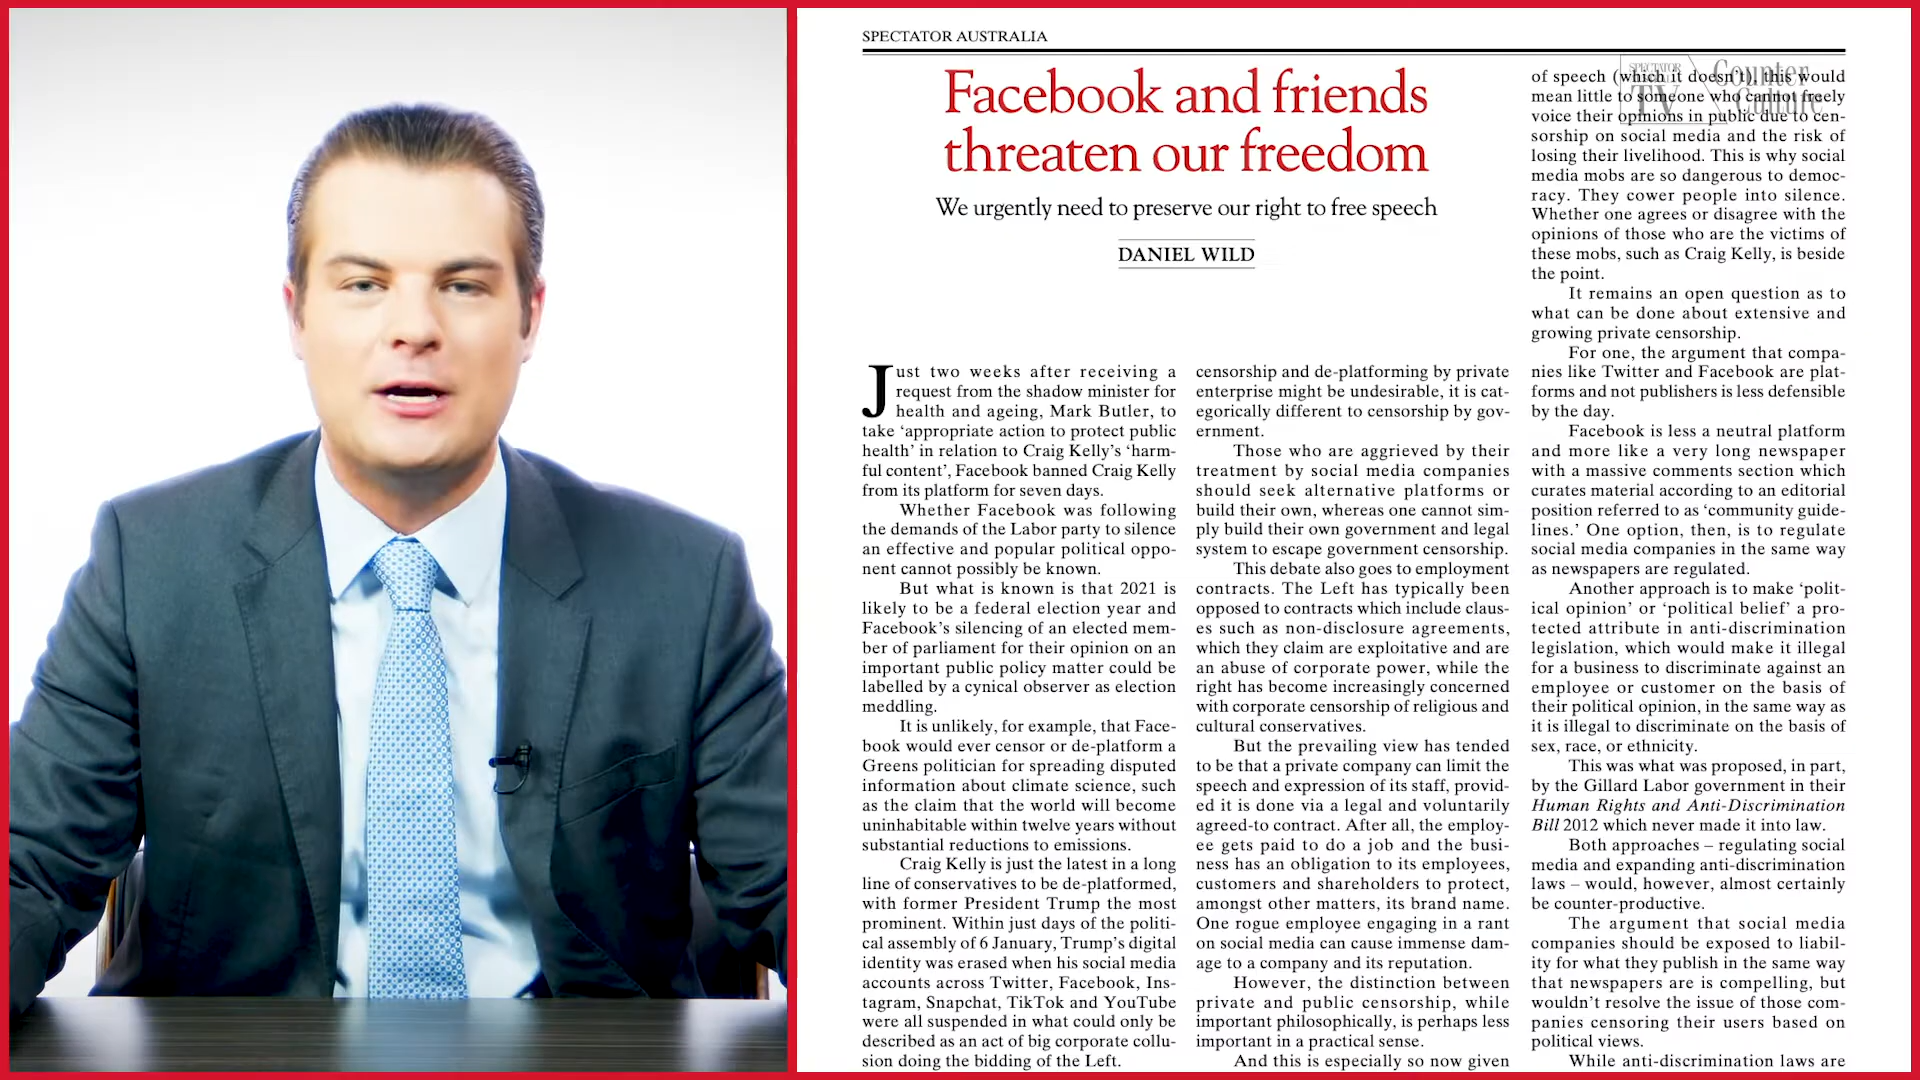 SPECTATOR AUSTRALIA
Facebook and friends
threaten our freedom
We urgently need to preserve our right to free speech
DANIEL WILD
Just two weeks after receiving a
request from the shadow minister for
health and ageing, Mark Butler, to
take ‘appropriate action to protect public
health’ in relation to Craig Kelly’s ‘harm-
ful content’, Facebook banned Craig Kelly
from its platform for seven days.
Whether Facebook was following
the demands of the Labor party to silence
an effective and popular political oppo-
nent cannot possibly be known.
But what is known is that 2021 is
likely to be a federal election year and
Facebook’s silencing of an elected mem-
ber of parliament for their opinion on an
important public policy matter could be
labelled by a cynical observer as election
meddling.
It is unlikely, for example, that Face-
book would ever censor or de-platform a
Greens politician for spreading disputed
information about climate science, such
as the claim that the world will become
uninhabitable within twelve years without
substantial reductions to emissions.
Craig Kelly is just the latest in a long
line of conservatives to be de-platformed,
with former President Trump the most
prominent. Within just days of the politi-
cal assembly of 6 January, Trump’s digital
identity was erased when his social media
accounts across Twitter, Facebook, Ins-
tagram, Snapchat, TikTok and YouTube
were all suspended in what could only be
described as an act of big corporate collu-
sion doing the bidding of the Left.
censorship and de-platforming by private
enterprise might be undesirable, it is cat-
egorically different to censorship by gov-
ernment.
Those who are aggrieved by their
treatment by social media companies
should seek alternative platforms or
build their own, whereas one cannot sim-
ply build their own government and legal
system to escape government censorship.
This debate also goes to employment
contracts. The Left has typically been
opposed to contracts which include claus-
es such as non-disclosure agreements,
which they claim are exploitative and are
an abuse of corporate power, while the
right has become increasingly concerned
with corporate censorship of religious and
cultural conservatives.
But the prevailing view has tended
to be that a private company can limit the
speech and expression of its staff, provid-
ed it is done via a legal and voluntarily
agreed-to contract. After all, the employ-
ee gets paid to do a job and the busi-
ness has an obligation to its employees,
customers and shareholders to protect,
amongst other matters, its brand name.
One rogue employee engaging in a rant
on social media can cause immense dam-
age to a company and its reputation.
However, the distinction between
private and public censorship, while
important philosophically, is perhaps less
important in a practical sense.
And this is especially so now given
of speech (which it doesn’t), this would
mean little to someone who cannot freely
voice their opinions in public due to cen-
sorship on social media and the risk of
losing their livelihood. This is why social
media mobs are so dangerous to democ-
racy. They cower people into silence.
Whether one agrees or disagree with the
opinions of those who are the victims of
these mobs, such as Craig Kelly, is beside
the point.
It remains an open question as to
what can be done about extensive and
growing private censorship.
For one, the argument that compa-
nies like Twitter and Facebook are plat-
forms and not publishers is less defensible
by the day.
Facebook is less a neutral platform
and more like a very long newspaper
with a massive comments section which
curates material according to an editorial
position referred to as ‘community guide-
lines.’ One option, then, is to regulate
social media companies in the same way
as newspapers are regulated.
Another approach is to make ‘polit-
ical opinion’ or ‘political belief’ a pro-
tected attribute in anti-discrimination
legislation, which would make it illegal
for a business to discriminate against an
employee or customer on the basis of
their political opinion, in the same way as
it is illegal to discriminate on the basis of
sex, race, or ethnicity.
This was what was proposed, in part,
by the Gillard Labor government in their
Human Rights and Anti-Discrimination
Bill 2012 which never made it into law.
Both approaches – regulating social
media and expanding anti-discrimination
laws – would, however, almost certainly
be counter-productive.
The argument that social media
companies should be exposed to liabil-
ity for what they publish in the same way
that newspapers are is compelling, but
wouldn’t resolve the issue of those com-
panies censoring their users based on
political views.
While anti-discrimination laws are
SPECTATOR
TV
Counter
Culture